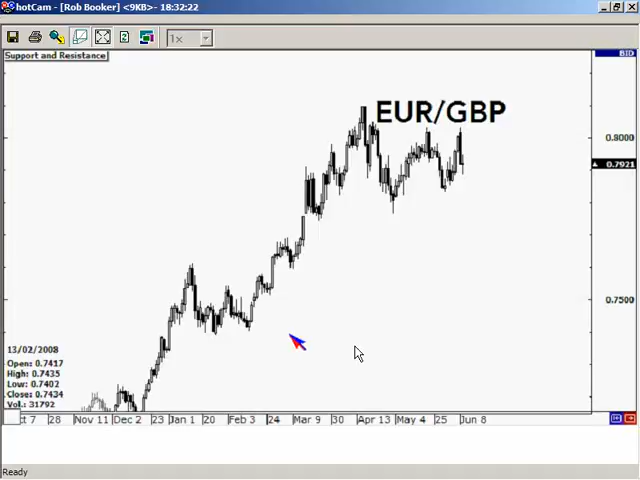 hotCam - [Rob Booker] <9KB>- 18:32:22
1x
Support and Resistance
BID
EUR/GBP
0.8000
0.7921
0.7500
13/02/2008
Open: 0.7417
High: 0.7435
Low: 0.7402
Close: 0.7434
Vol.: 31792
ct 7 28 Nov 11 Dec 2 23 Jan 1 20 Feb 3 24 Mar 9 30 Apr 13 May 4 25 Jun 8
Ready